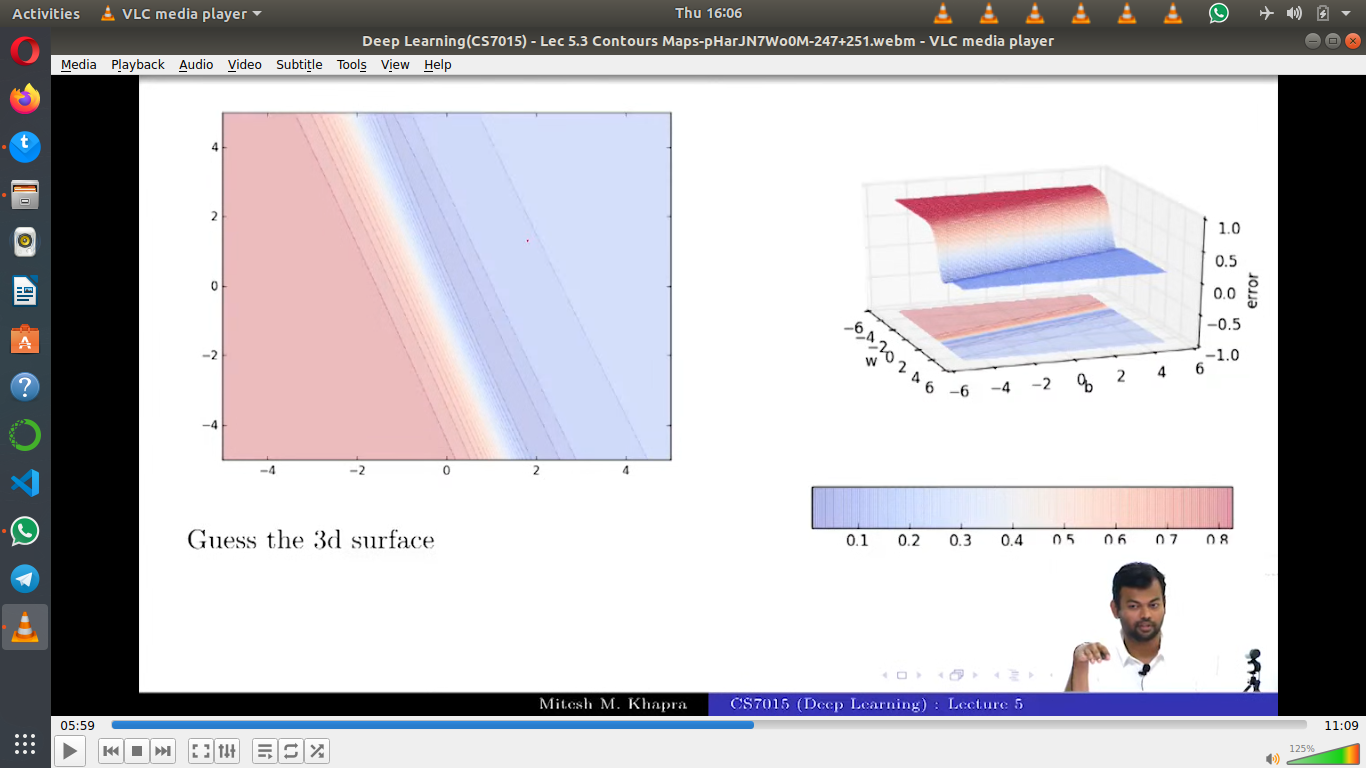 Activities VLC media player Thu 16:06
Deep Learning(CS7015) - Lec 5.3 Contours Maps-pHarJN7Wo0M-247+251.webm - VLC media player
Media Playback Audio Video Subtitle Tools View Help
4
2
0
−2
−4
−4 −2 0 2 4
1.0
0.5
0.0
−0.5
−1.0
error
−6
−4
−2
0
2
4
6
w
−6 −4 −2 0 2 4 6
b
0.1 0.2 0.3 0.4 0.5 0.6 0.7 0.8
Guess the 3d surface
Mitesh M. Khapra CS7015 (Deep Learning) : Lecture 5
05:59 11:09
125%